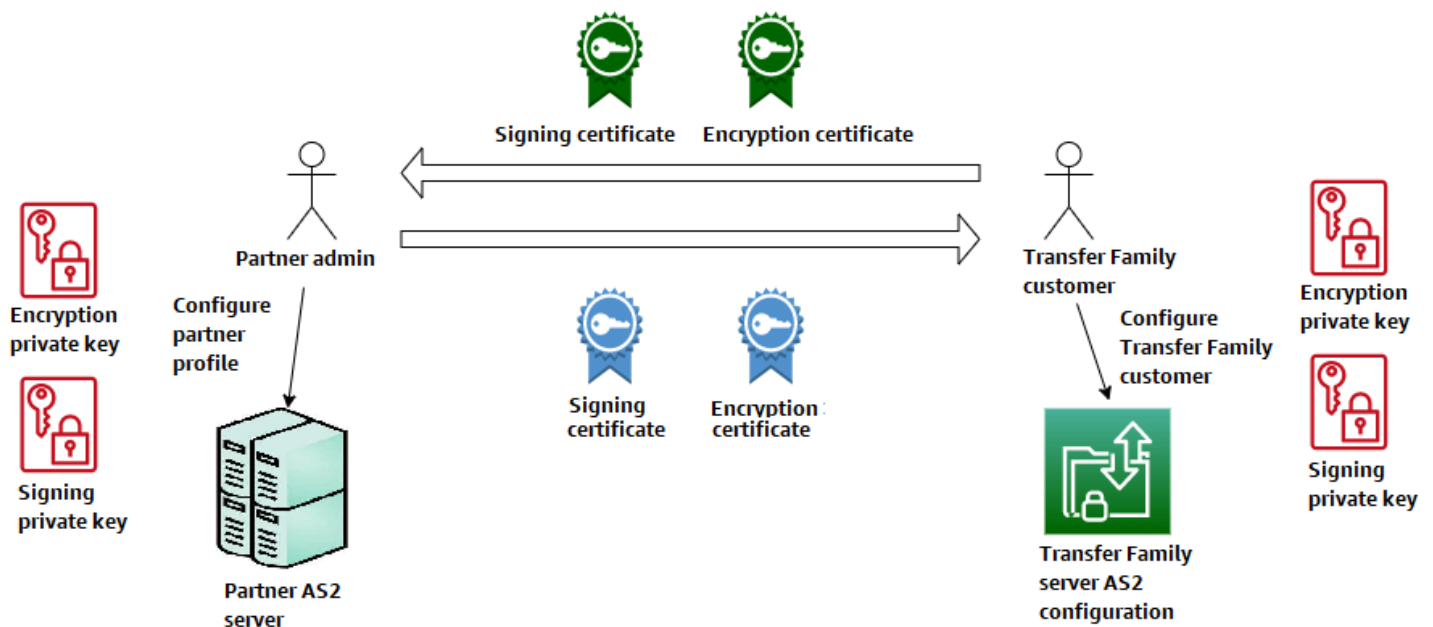 Signing certificate
Encryption certificate
Partner admin
Transfer Family
customer
Encryption
private key
Configure
partner
profile
Signing
certificate
Encryption
certificate
Configure
Transfer Family
customer
Encryption
private key
Signing
private key
Partner AS2
server
Transfer Family
server AS2
configuration
Signing
private key